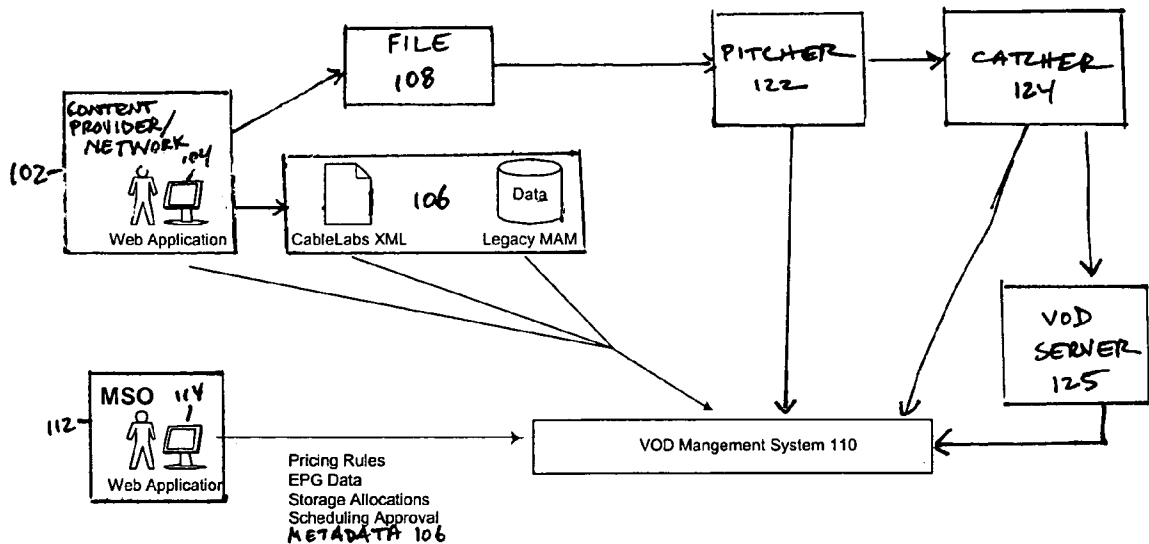 FILE
108
PITCHER
122
CATCHER
124
CONTENT
PROVIDER/
NETWORK
104
102
Web Application
106
Data
CableLabs XML
Legacy MAM
VOD
SERVER
125
MSO
114
112
Web Application
VOD Mangement System 110
Pricing Rules
EPG Data
Storage Allocations
Scheduling Approval
METADATA 106